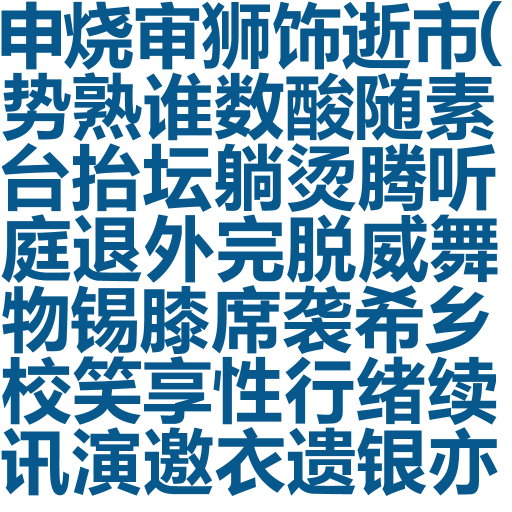 申烧审狮饰逝市(
势熟谁数酸随素
台抬坛躺烫腾听
庭退外完脱威舞
物锡膝席袭希乡
校笑享性行绪续
讯演邀衣遗银亦